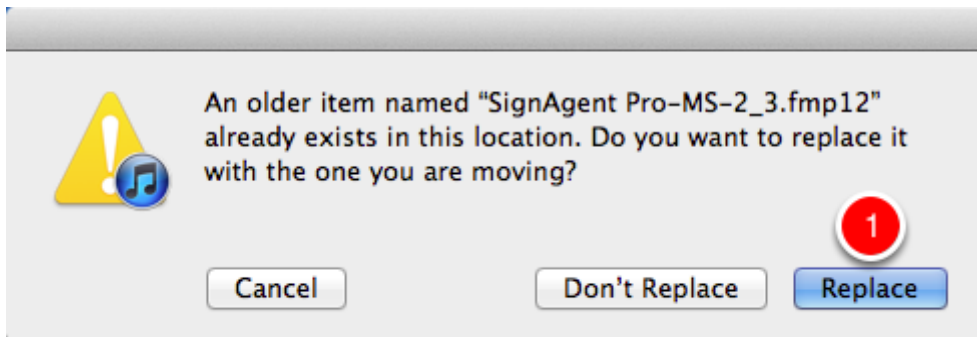 An older item named “SignAgent Pro-MS-2_3.fmp12”
already exists in this location. Do you want to replace it
with the one you are moving?
1
Cancel Don’t Replace Replace